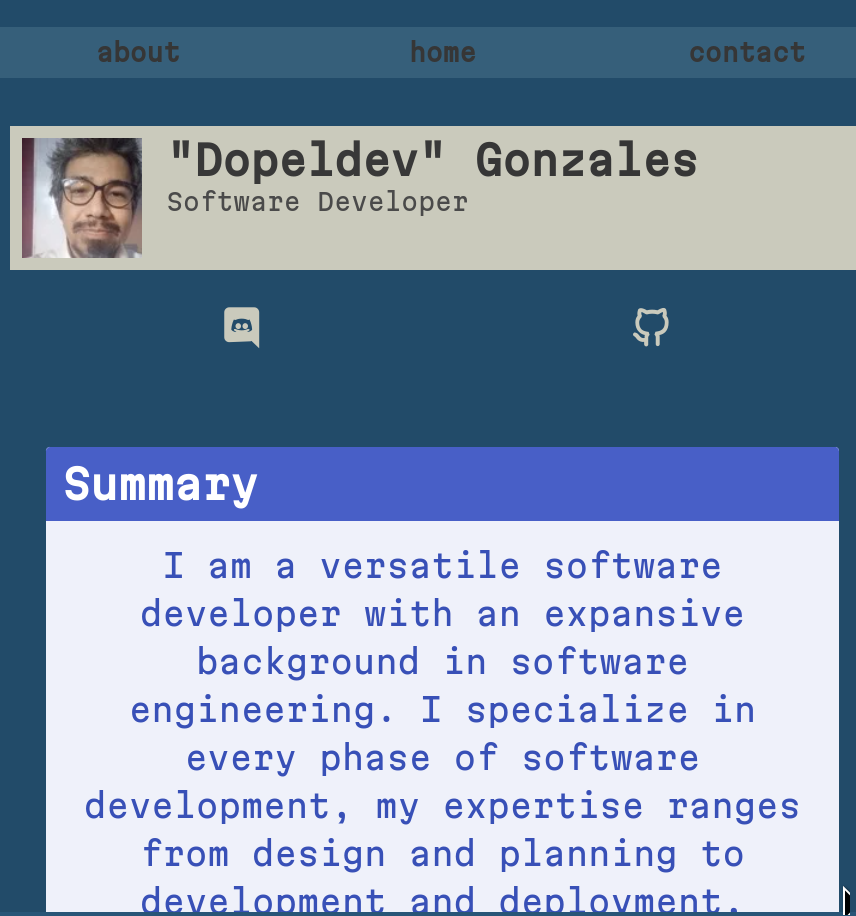 about home contact
"Dopeldev" Gonzales
Software Developer
Summary
I am a versatile software
developer with an expansive
background in software
engineering. I specialize in
every phase of software
development, my expertise ranges
from design and planning to
development and deployment.